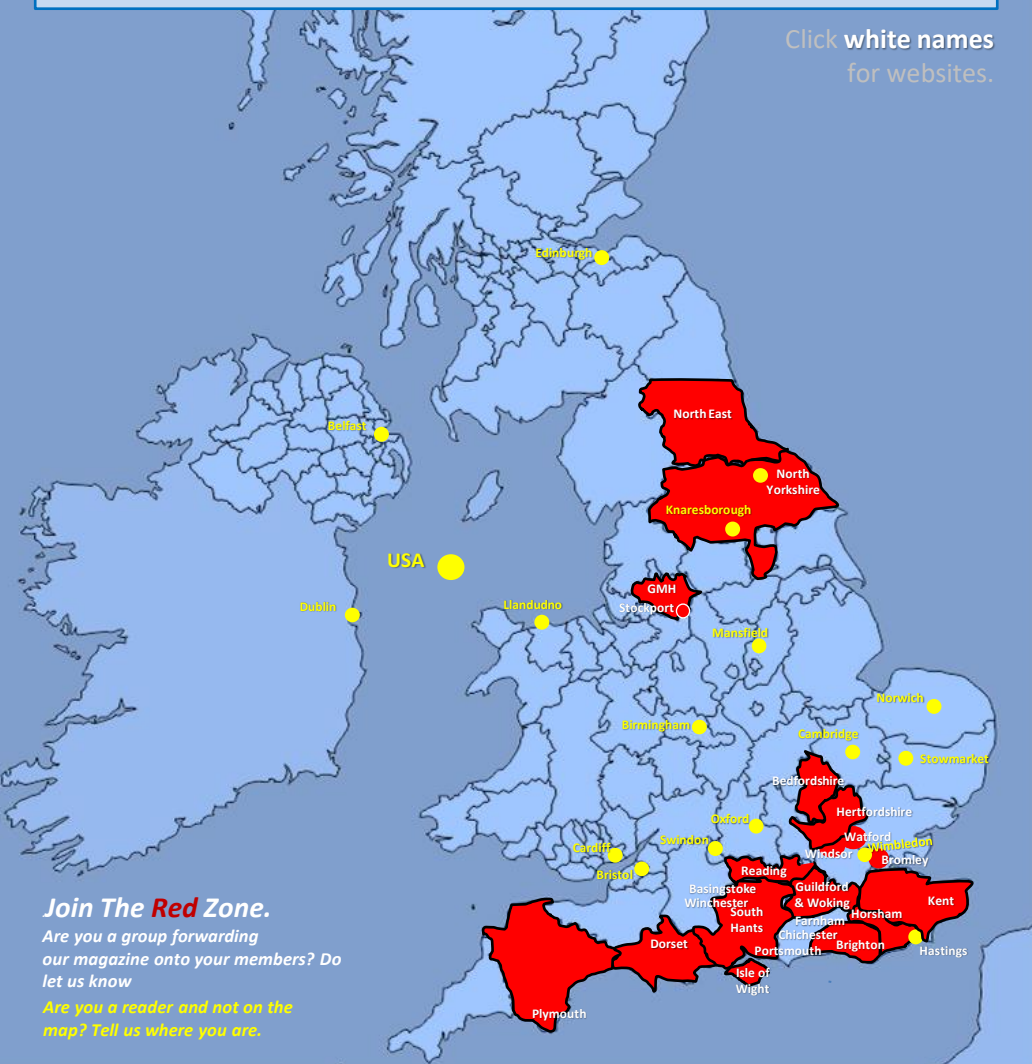 Click white names
for websites.
Edinburgh
North East
Belfast
North
Yorkshire
Knaresborough
USA
GMH
Dublin
Llandudno
Stockport
Mansfield
Norwich
Birmingham
Cambridge
Stowmarket
Bedfordshire
Hertfordshire
Oxford
Watford
Swindon
Wimbledon
Cardiff
Windsor
Bromley
Bristol
Reading
Basingstoke
Guildford
& Woking
Winchester
Kent
South
Hants
Horsham
Farnham
Chichester
Dorset
Brighton
Portsmouth
Hastings
Isle of
Wight
Plymouth
Join The Red Zone.
Are you a group forwarding
our magazine onto your members? Do
let us know
Are you a reader and not on the
map? Tell us where you are.